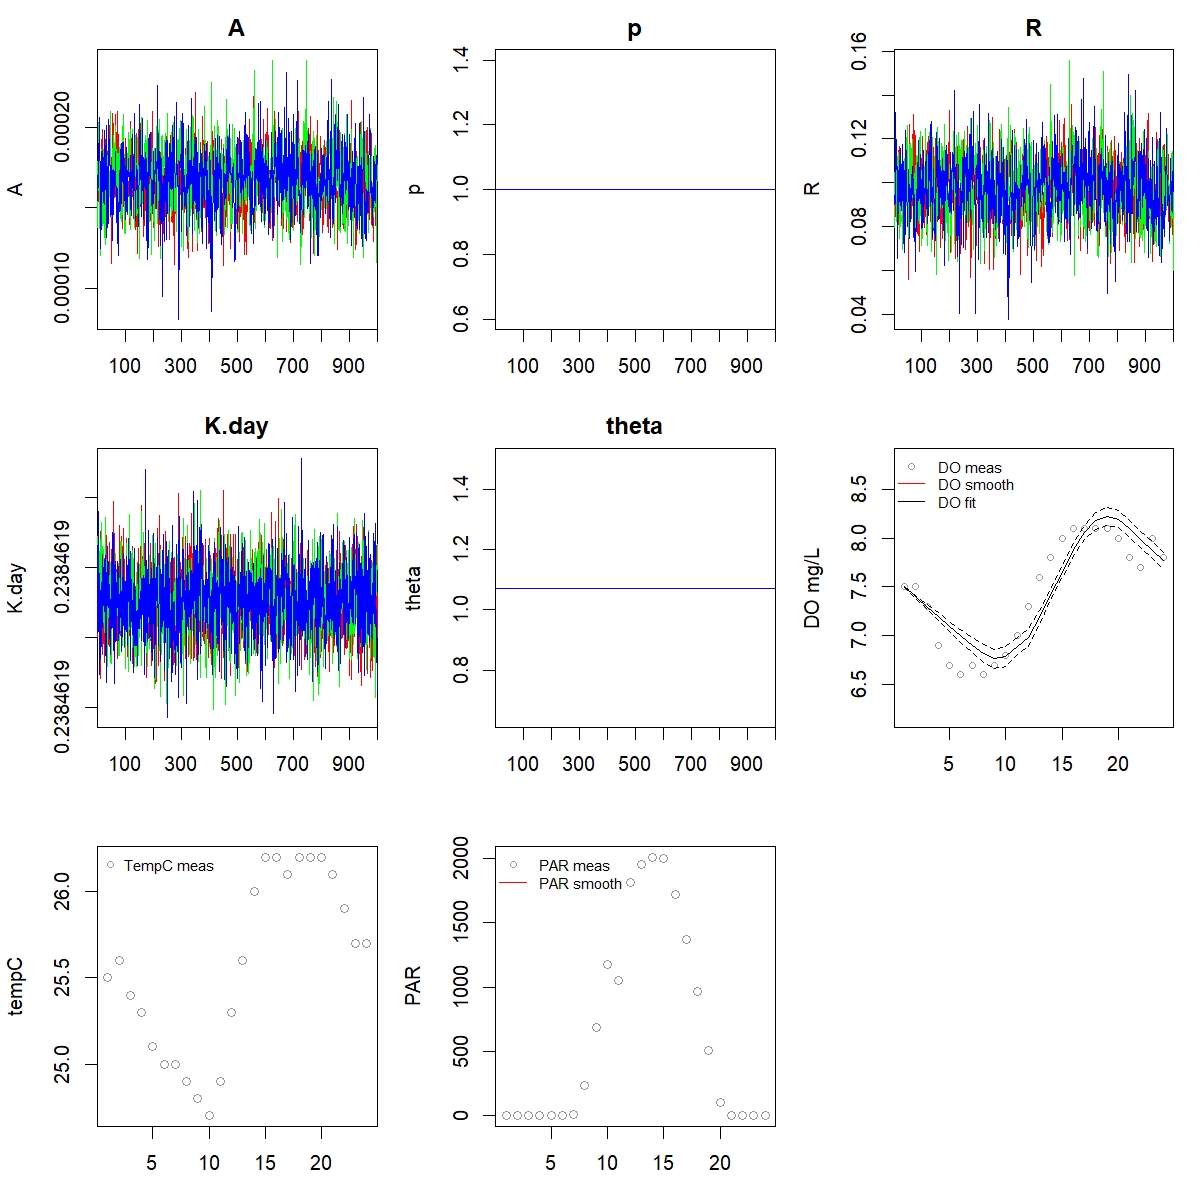 A
A
0.00020
0.00010
100 300 500 700 900
p
p
1.4
1.2
1.0
0.8
0.6
100 300 500 700 900
R
R
0.16
0.12
0.08
0.04
100 300 500 700 900
K.day
K.day
0.2384619
0.2384619
100 300 500 700 900
theta
theta
1.4
1.2
1.0
0.8
100 300 500 700 900
DO mg/L
8.5
8.0
7.5
7.0
6.5
DO meas
DO smooth
DO fit
5 10 15 20
tempC
26.0
25.5
25.0
TempC meas
5 10 15 20
PAR
2000
1500
1000
500
0
PAR meas
PAR smooth
5 10 15 20